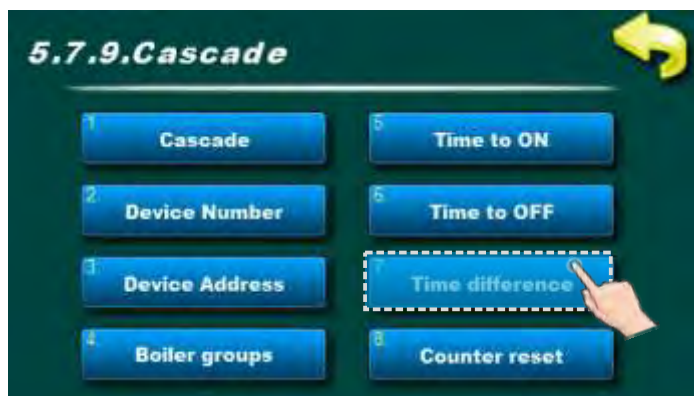 5.7.9.Cascade
1 Cascade
2 Device Number
3 Device Address
4 Boiler groups
5 Time to ON
6 Time to OFF
7 Time difference
8 Counter reset